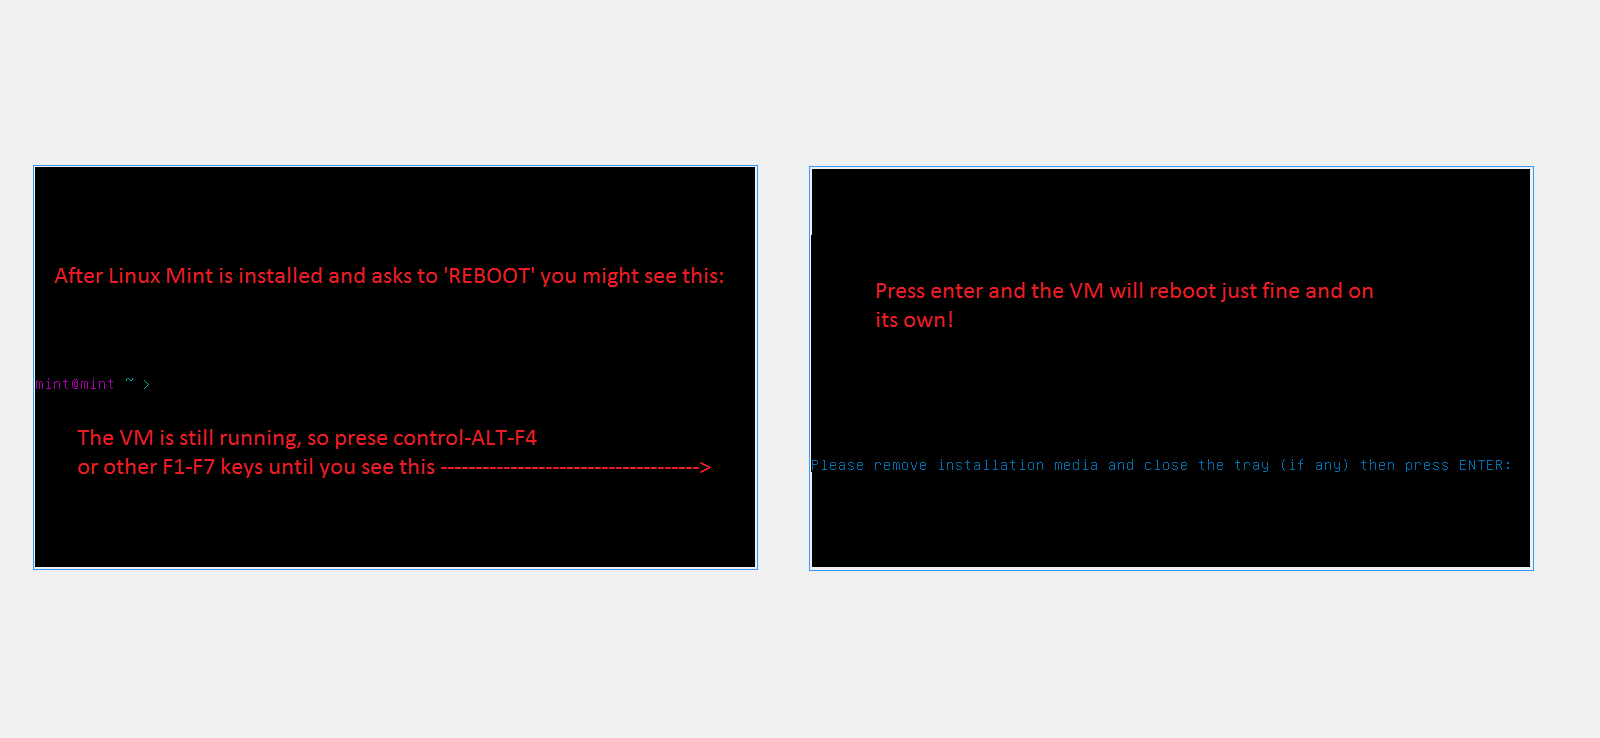 After Linux Mint is installed and asks to 'REBOOT' you might see this:
mint@mint ~ >
The VM is still running, so prese control-ALT-F4
or other F1-F7 keys until you see this ------------------------------------->
Press enter and the VM will reboot just fine and on
its own!
Please remove installation media and close the tray (if any) then press ENTER: